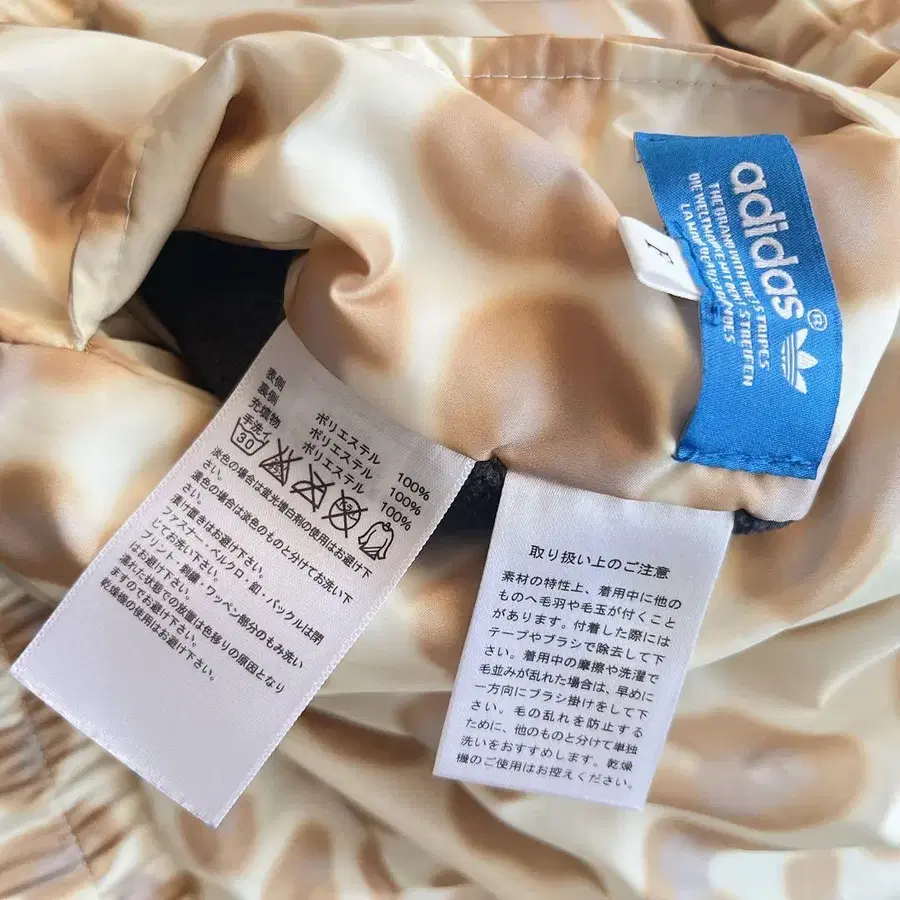 adidas®
THE BRAND WITH THE 3 STRIPES
DIE WELTMARKE MIT DEN 3 STREIFEN
LA MARQUE AUX 3 BANDES
F
表側 ポリエステル 100%
裏側 ポリエステル 100%
充填物 ポリエステル 100%
手洗イ
30
淡色の場合は蛍光増白剤の使用はお避け下
さい。
濃色の場合は淡色のものと分けてお洗い下
さい。
漬け置きはお避け下さい。
ファスナー・ベルクロ・釦・バックルは閉
じてお洗い下さい。
プリント・刺繍・ワッペン部分のもみ洗い
はお避け下さい。
濡れた状態での放置は色移りの原因となり
ますのでお避け下さい。
乾燥機の使用はお避け下さい。
取り扱い上のご注意
素材の特性上、着用中に他の
ものへ毛羽や毛玉が付くこと
があります。付着した際には
テープやブラシで除去して下
さい。着用中の摩擦や洗濯で
毛並みが乱れた場合は、早めに
一方向にブラシ掛けをして下
さい。毛の乱れを防止する
ために、他のものと分けて単独
洗いをおすすめします。乾燥
機のご使用はお控えください。